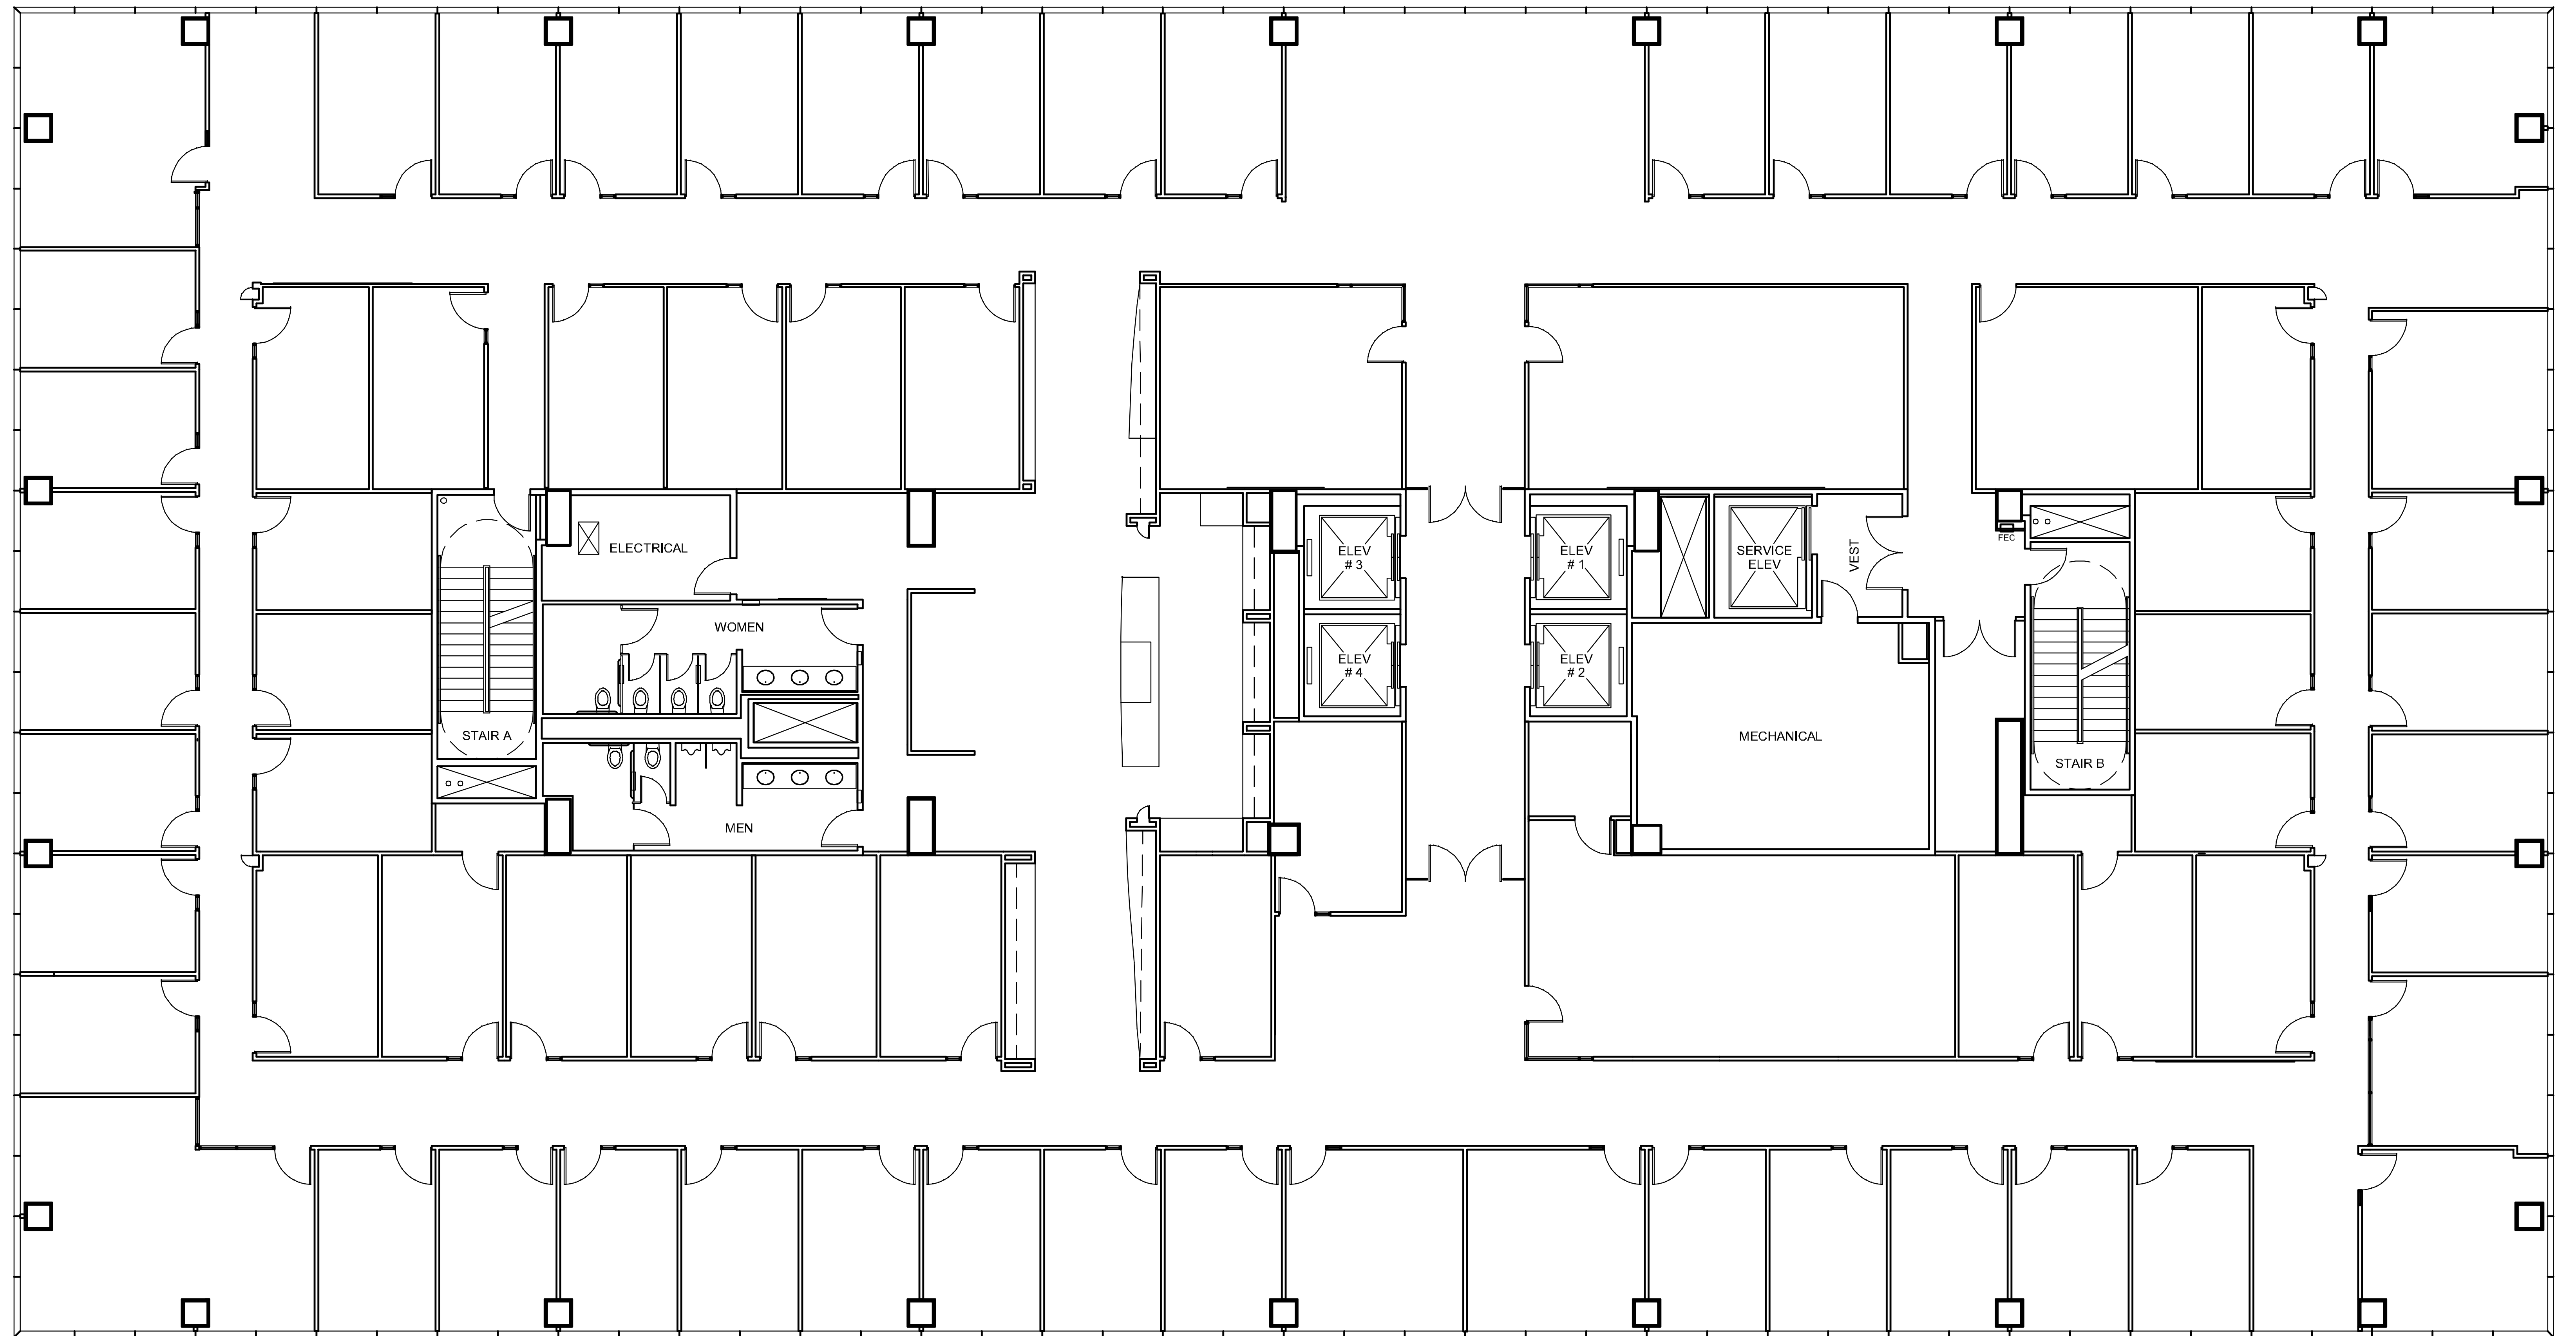 ELECTRICAL
WOMEN
STAIR A
MEN
ELEV
# 3
ELEV
# 4
ELEV
# 1
ELEV
# 2
SERVICE
ELEV
VEST
MECHANICAL
FEC
STAIR B